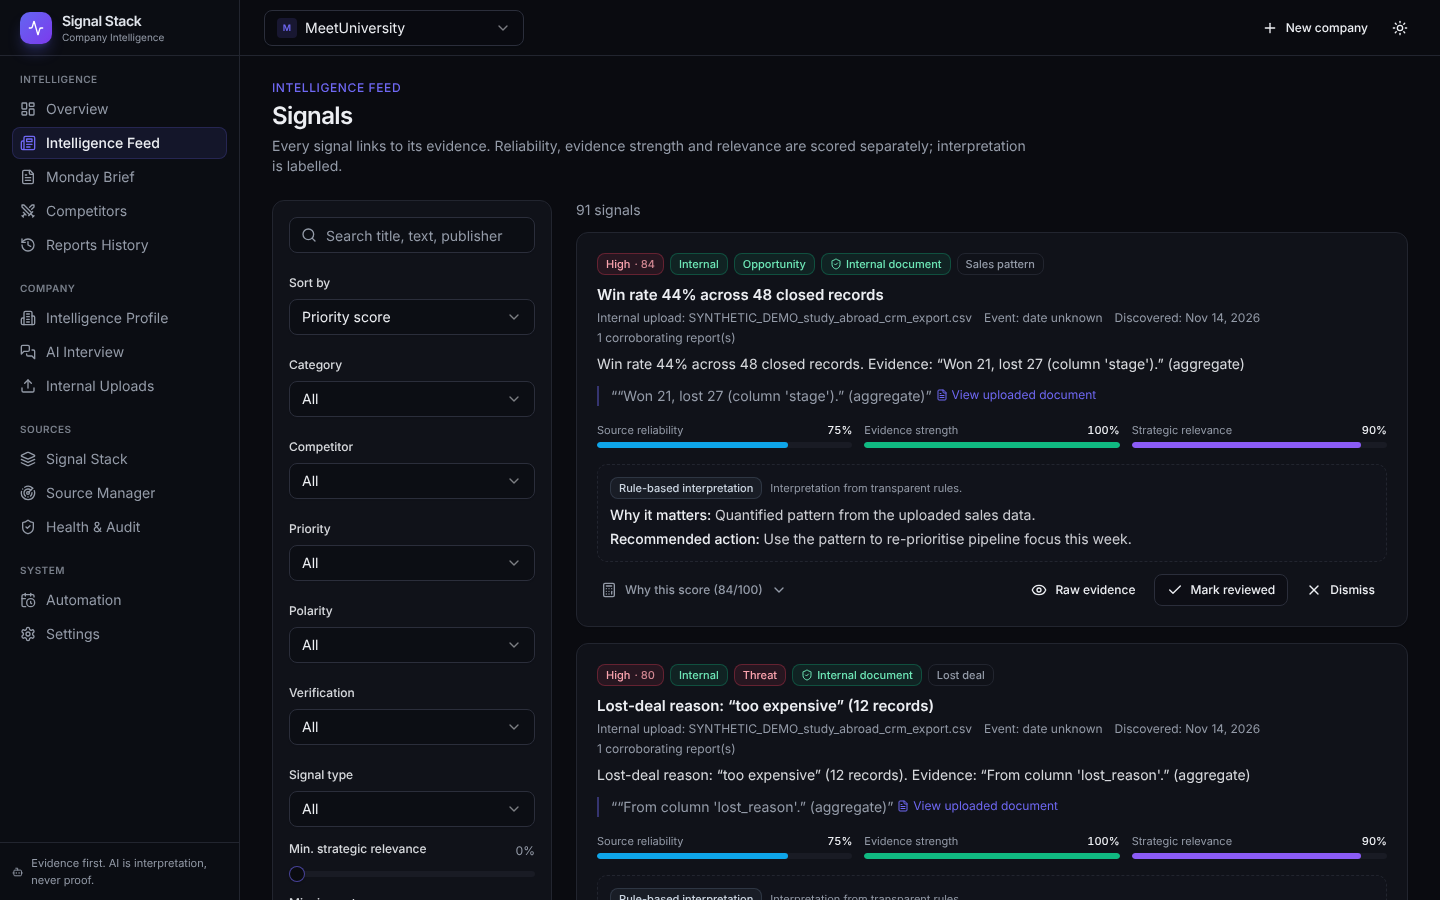 Signal Stack
Company Intelligence
INTELLIGENCE
Overview
Intelligence Feed
Monday Brief
Competitors
Reports History
COMPANY
Intelligence Profile
AI Interview
Internal Uploads
SOURCES
Signal Stack
Source Manager
Health & Audit
SYSTEM
Automation
Settings
Evidence first. AI is interpretation,
never proof.
M MeetUniversity
New company
INTELLIGENCE FEED
Signals
Every signal links to its evidence. Reliability, evidence strength and relevance are scored separately; interpretation
is labelled.
Search title, text, publisher
Sort by
Priority score
Category
All
Competitor
All
Priority
All
Polarity
All
Verification
All
Signal type
All
Min. strategic relevance 0%
91 signals
High · 84 Internal Opportunity Internal document Sales pattern
Win rate 44% across 48 closed records
Internal upload: SYNTHETIC_DEMO_study_abroad_crm_export.csv Event: date unknown Discovered: Nov 14, 2026
1 corroborating report(s)
Win rate 44% across 48 closed records. Evidence: “Won 21, lost 27 (column 'stage').” (aggregate)
““Won 21, lost 27 (column 'stage').” (aggregate)” View uploaded document
Source reliability 75% Evidence strength 100% Strategic relevance 90%
Rule-based interpretation Interpretation from transparent rules.
Why it matters: Quantified pattern from the uploaded sales data.
Recommended action: Use the pattern to re-prioritise pipeline focus this week.
Why this score (84/100) Raw evidence Mark reviewed Dismiss
High · 80 Internal Threat Internal document Lost deal
Lost-deal reason: “too expensive” (12 records)
Internal upload: SYNTHETIC_DEMO_study_abroad_crm_export.csv Event: date unknown Discovered: Nov 14, 2026
1 corroborating report(s)
Lost-deal reason: “too expensive” (12 records). Evidence: “From column 'lost_reason'.” (aggregate)
““From column 'lost_reason'.” (aggregate)” View uploaded document
Source reliability 75% Evidence strength 100% Strategic relevance 90%
Rule-based interpretation Interpretation from transparent rules.